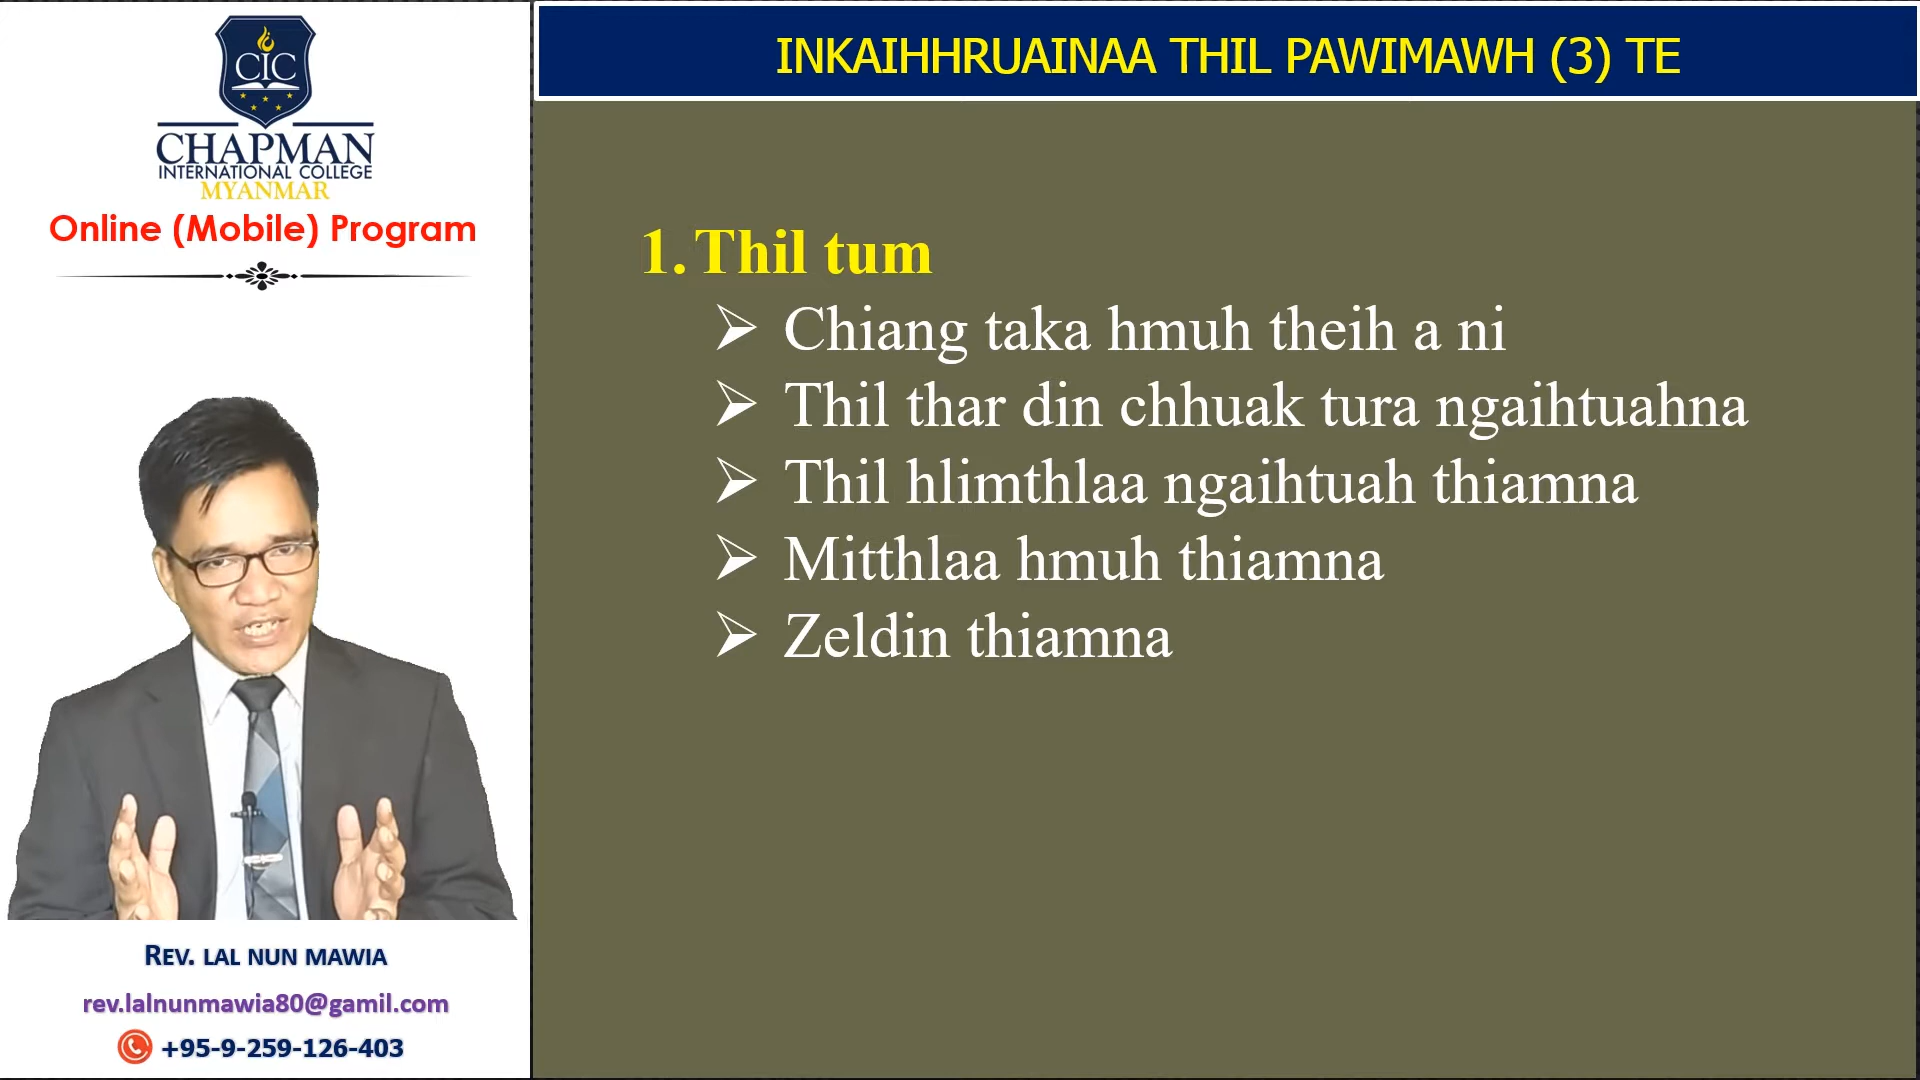 CIC
CHAPMAN
INTERNATIONAL COLLEGE
MYANMAR
Online (Mobile) Program
REV. LAL NUN MAWIA
rev.lalnunmawia80@gamil.com
+95-9-259-126-403
INKAIHHRUAINAA THIL PAWIMAWH (3) TE
1. Thil tum
➢ Chiang taka hmuh theih a ni
➢ Thil thar din chhuak tura ngaihtuahna
➢ Thil hlimthlaa ngaihtuah thiamna
➢ Mitthlaa hmuh thiamna
➢ Zeldin thiamna